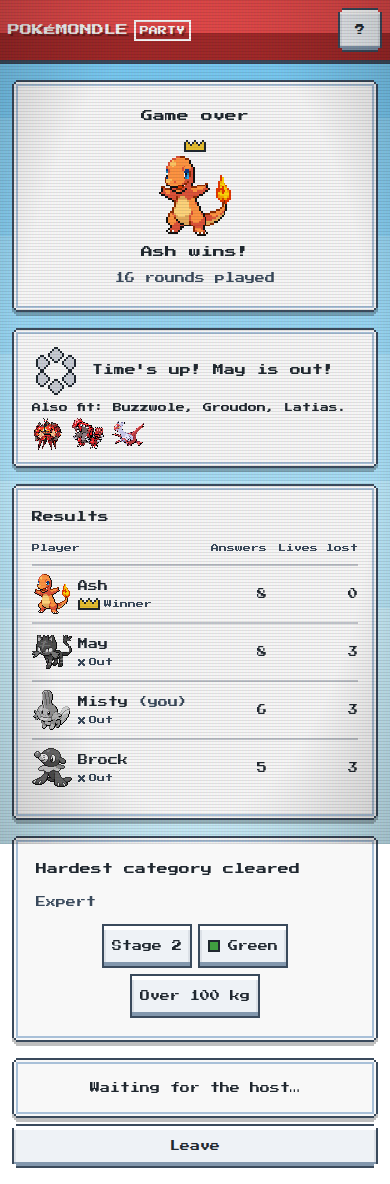 POKéMONDLE PARTY ?
Game over
Ash wins!
16 rounds played
Time's up! May is out!
Also fit: Buzzwole, Groudon, Latias.
Results
Player Answers Lives lost
Ash 8 0
Winner
May 8 3
x Out
Misty (you) 6 3
x Out
Brock 5 3
x Out
Hardest category cleared
Expert
Stage 2 Green
Over 100 kg
Waiting for the host…
Leave